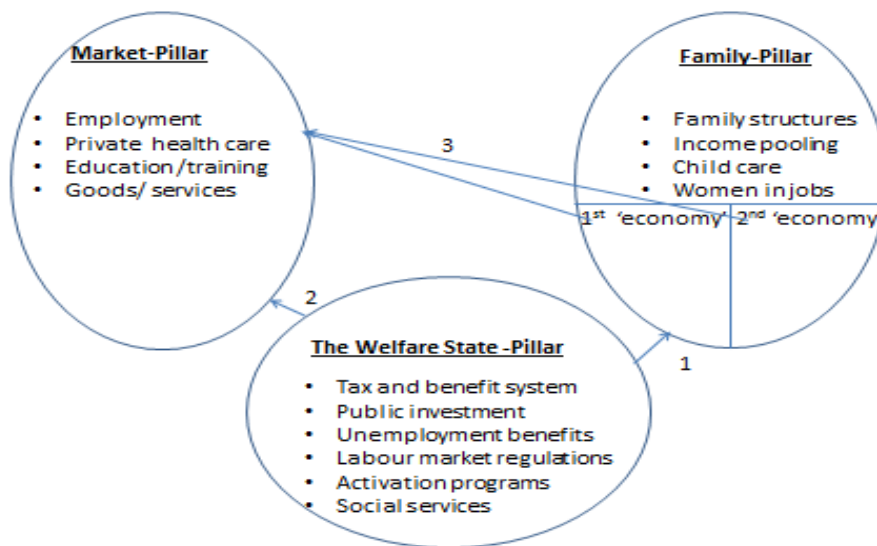 Market-Pillar
• Employment
• Private health care
• Education/training
• Goods/ services
Family-Pillar
• Family structures
• Income pooling
• Child care
• Women in jobs
1st ‘economy’
2nd ‘economy
3
2
1
The Welfare State -Pillar
• Tax and benefit system
• Public investment
• Unemployment benefits
• Labour market regulations
• Activation programs
• Social services